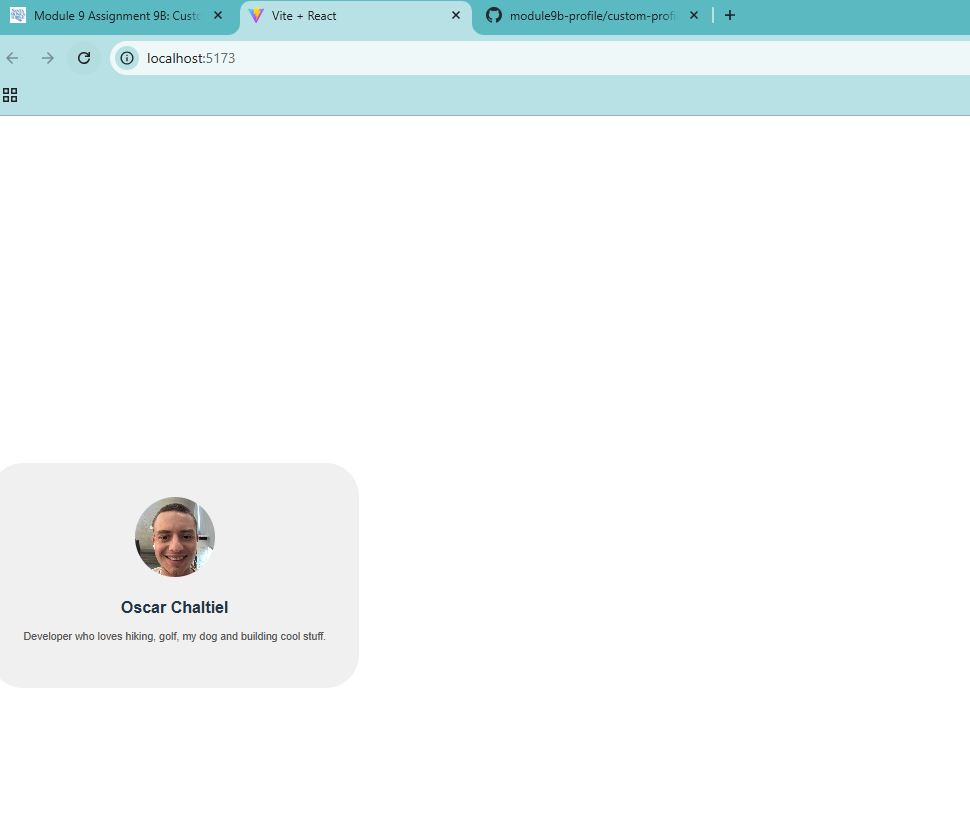 Module 9 Assignment 9B: Custo
Vite + React
module9b-profile/custom-profi
localhost:5173
Oscar Chaltiel
Developer who loves hiking, golf, my dog and building cool stuff.